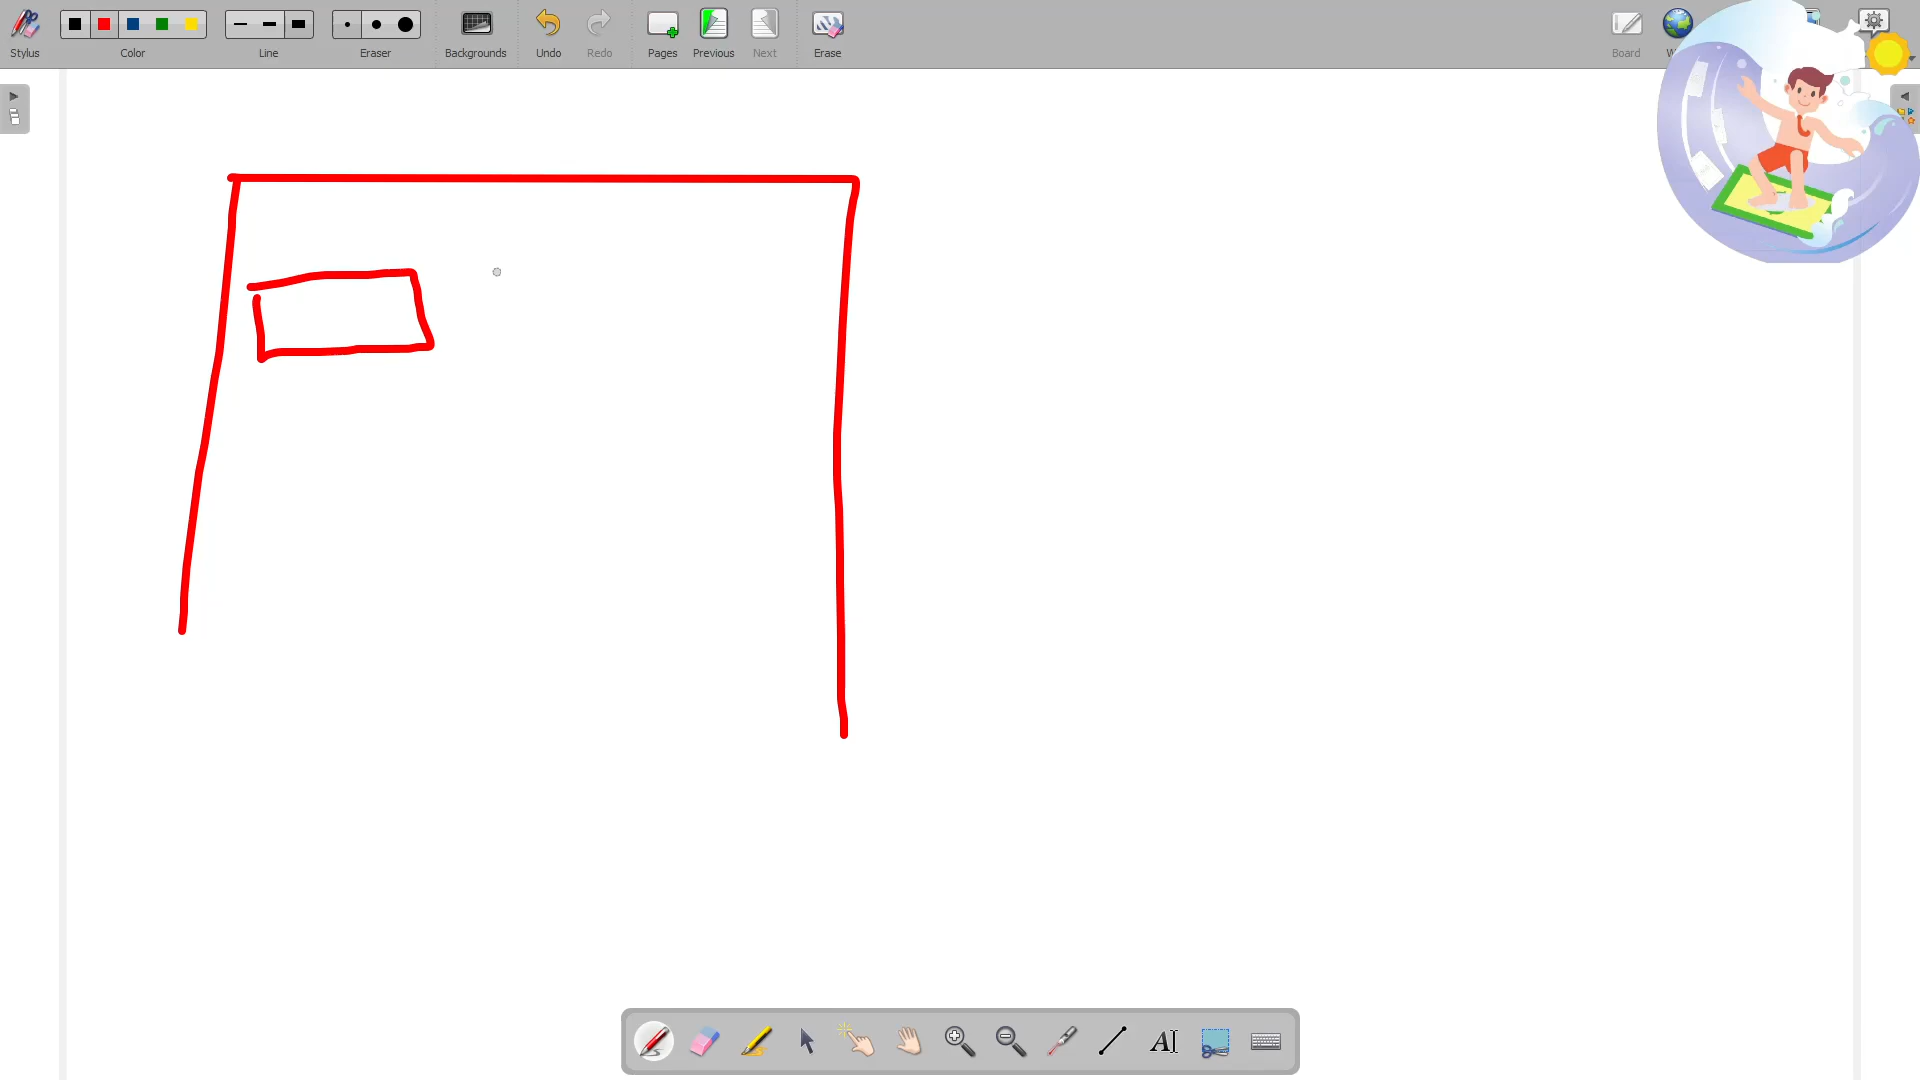 Stylus
Color
Line
Eraser
Backgrounds
Undo
Redo
Pages
Previous
Next
Erase
Board